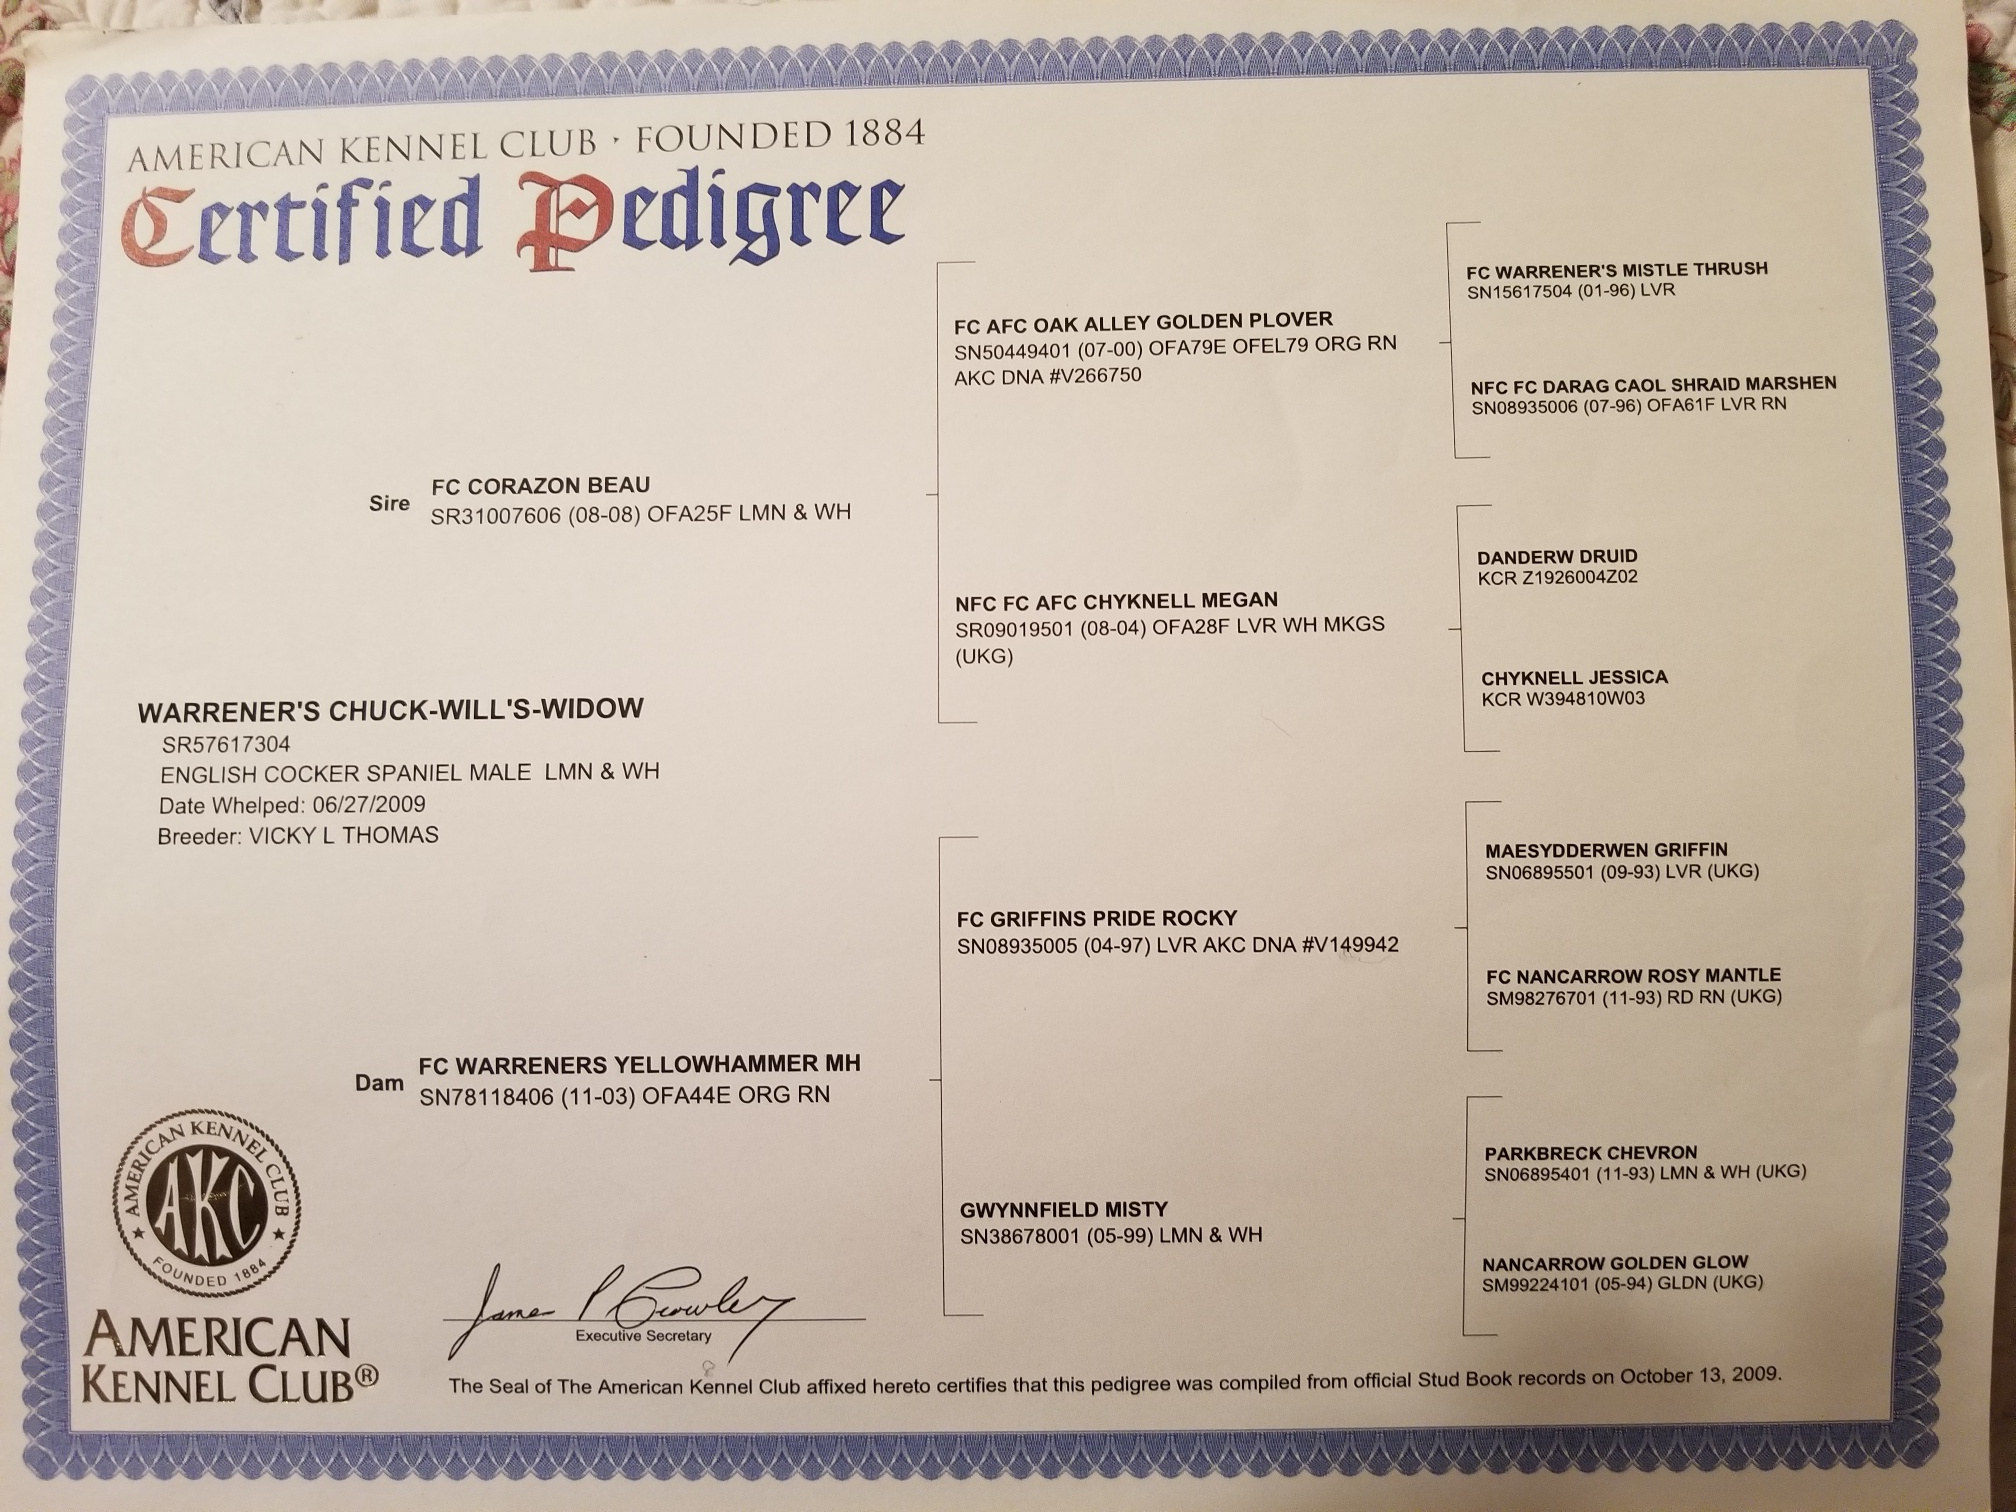 AMERICAN KENNEL CLUB · FOUNDED 1884
Certified Pedigree
FC WARRENER'S MISTLE THRUSH
SN15617504 (01-96) LVR
FC AFC OAK ALLEY GOLDEN PLOVER
SN50449401 (07-00) OFA79E OFEL79 ORG RN
AKC DNA #V266750
NFC FC DARAG CAOL SHRAID MARSHEN
SN08935006 (07-96) OFA61F LVR RN
Sire
FC CORAZON BEAU
SR31007606 (08-08) OFA25F LMN & WH
DANDERW DRUID
KCR Z1926004Z02
NFC FC AFC CHYKNELL MEGAN
SR09019501 (08-04) OFA28F LVR WH MKGS
(UKG)
CHYKNELL JESSICA
KCR W394810W03
WARRENER'S CHUCK-WILL'S-WIDOW
SR57617304
ENGLISH COCKER SPANIEL MALE LMN & WH
Date Whelped: 06/27/2009
Breeder: VICKY L THOMAS
MAESYDDERWEN GRIFFIN
SN06895501 (09-93) LVR (UKG)
FC GRIFFINS PRIDE ROCKY
SN08935005 (04-97) LVR AKC DNA #V149942
FC NANCARROW ROSY MANTLE
SM98276701 (11-93) RD RN (UKG)
Dam
FC WARRENERS YELLOWHAMMER MH
SN78118406 (11-03) OFA44E ORG RN
PARKBRECK CHEVRON
SN06895401 (11-93) LMN & WH (UKG)
GWYNNFIELD MISTY
SN38678001 (05-99) LMN & WH
NANCARROW GOLDEN GLOW
SM99224101 (05-94) GLDN (UKG)
AMERICAN KENNEL CLUB
AKC
FOUNDED 1884
AMERICAN
KENNEL CLUB®
James P Crowley
Executive Secretary
The Seal of The American Kennel Club affixed hereto certifies that this pedigree was compiled from official Stud Book records on October 13, 2009.